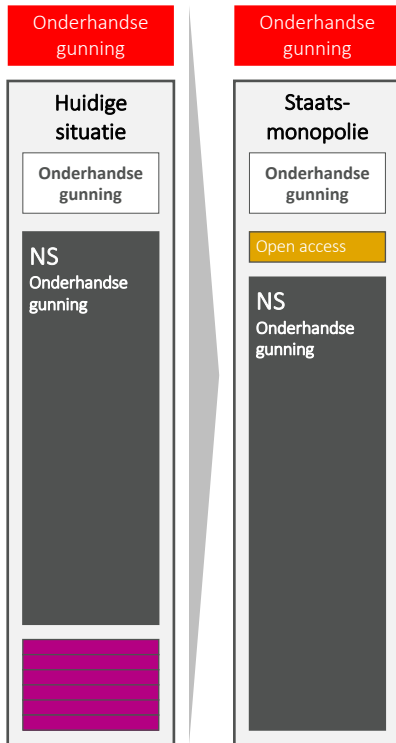 Onderhandse
gunning
Huidige
situatie
Onderhandse
gunning
NS
Onderhandse
gunning
Onderhandse
gunning
Staats-
monopolie
Onderhandse
gunning
Open access
NS
Onderhandse
gunning